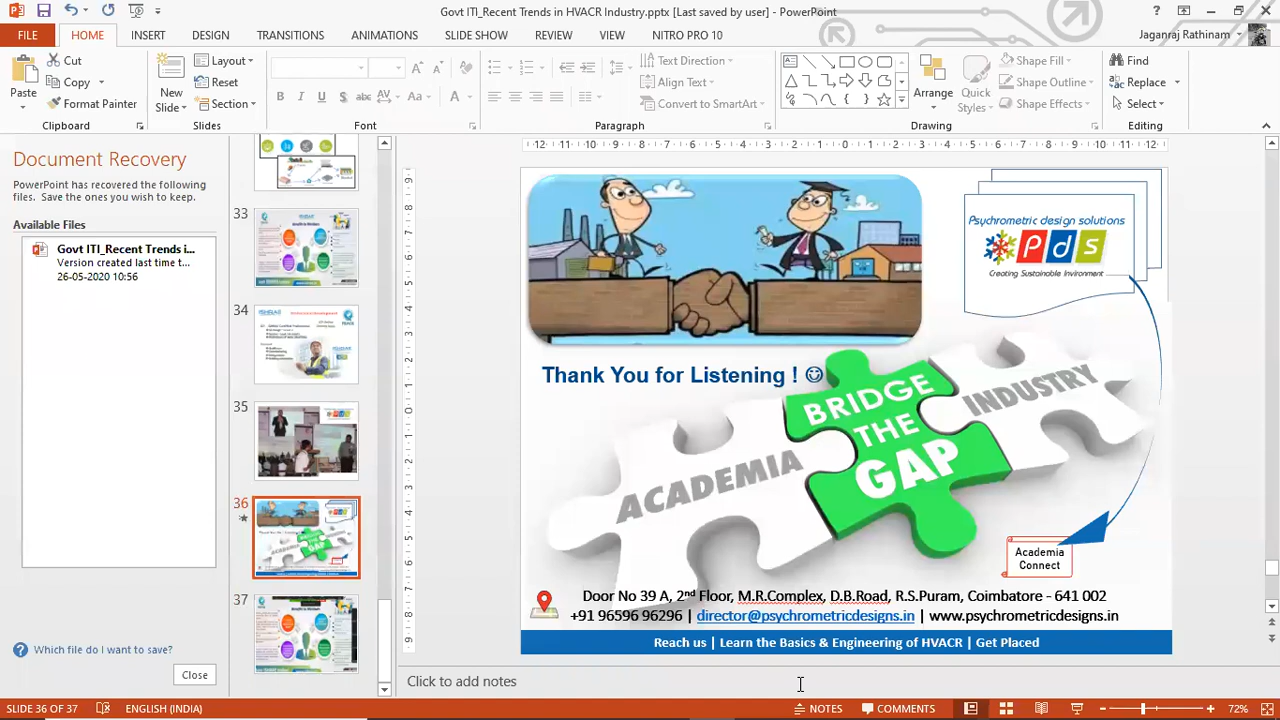 Govt ITI_Recent Trends in HVACR Industry.pptx [Last saved by user] - PowerPoint
FILE HOME INSERT DESIGN TRANSITIONS ANIMATIONS SLIDE SHOW REVIEW VIEW NITRO PRO 10 Jaganraj Rathinam
Paste
Cut
Copy
Format Painter
Clipboard
New
Slide
Layout
Reset
Section
Slides
Font
Text Direction
Align Text
Convert to SmartArt
Paragraph
Arrange
Quick
Styles
Shape Fill
Shape Outline
Shape Effects
Drawing
Find
Replace
Select
Editing
Document Recovery
PowerPoint has recovered the following
files. Save the ones you wish to keep.
Available Files
Govt ITI_Recent Trends i...
Version created last time t...
26-05-2020 10:56
Which file do I want to save?
Close
33
34
35
36
37
Psychrometric design solutions
PdS
Creating Sustainable Environment
Thank You for Listening ! ☺
ACADEMIA
BRIDGE
THE
GAP
INDUSTRY
Academia
Connect
Door No 39 A, 2nd Floor, M.R.Complex, D.B.Road, R.S.Puram, Coimbatore - 641 002
+91 96526 96296 | director@psychrometricdesigns.in | www.psychrometricdesigns.in
Reach us | Learn the Basics & Engineering of HVACR | Get Placed
Click to add notes
SLIDE 36 OF 37 ENGLISH (INDIA) NOTES COMMENTS 72%